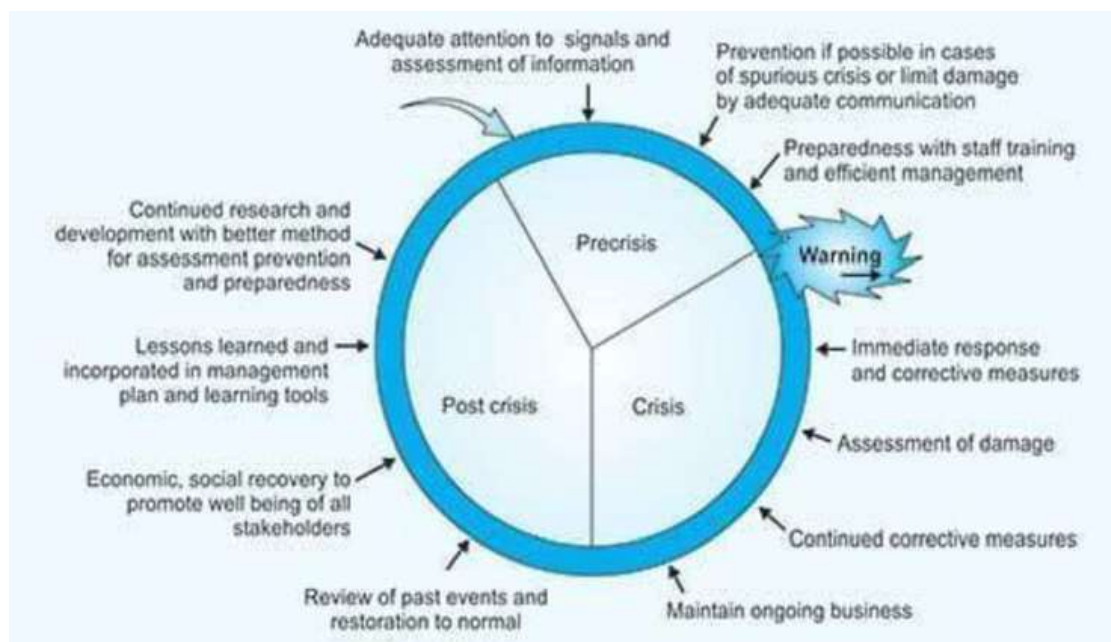 Adequate attention to signals and
assessment of information
Prevention if possible in cases
of spurious crisis or limit damage
by adequate communication
Preparedness with staff training
and efficient management
Continued research and
development with better method
for assessment prevention
and preparedness
Precrisis
Warning
Lessons learned and
incorporated in management
plan and learning tools
Immediate response
and corrective measures
Post crisis
Crisis
Assessment of damage
Economic, social recovery to
promote well being of all
stakeholders
Continued corrective measures
Review of past events and
restoration to normal
Maintain ongoing business